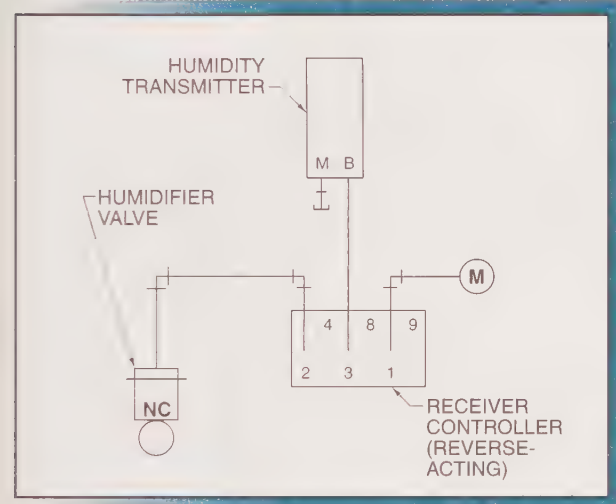 HUMIDITY
TRANSMITTER
M B
HUMIDIFIER
VALVE
M
4 8 9
2 3 1
NC
RECEIVER
CONTROLLER
(REVERSE-
ACTING)